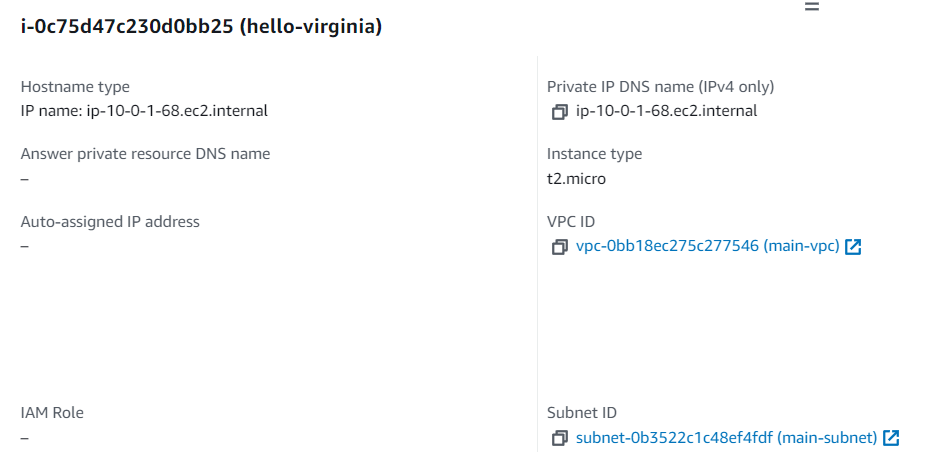 i-0c75d47c230d0bb25 (hello-virginia)
Hostname type
IP name: ip-10-0-1-68.ec2.internal
Private IP DNS name (IPv4 only)
ip-10-0-1-68.ec2.internal
Answer private resource DNS name
–
Instance type
t2.micro
Auto-assigned IP address
–
VPC ID
vpc-0bb18ec275c277546 (main-vpc)
IAM Role
–
Subnet ID
subnet-0b3522c1c48ef4fdf (main-subnet)